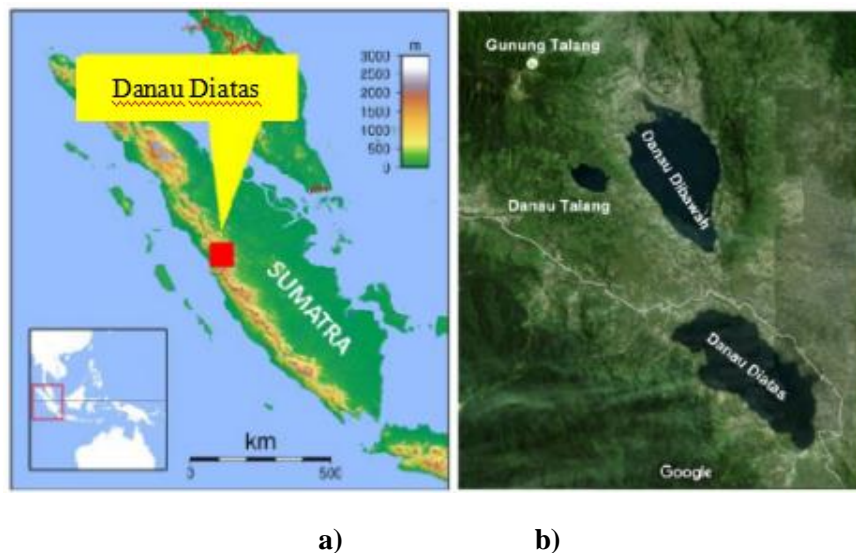 Danau Diatas
m
3000
2500
2000
1500
1000
500
0
SUMATRA
km
0
500
Gunung Talang
Danau Dibawah
Danau Talang
Danau Diatas
Google
a)
b)